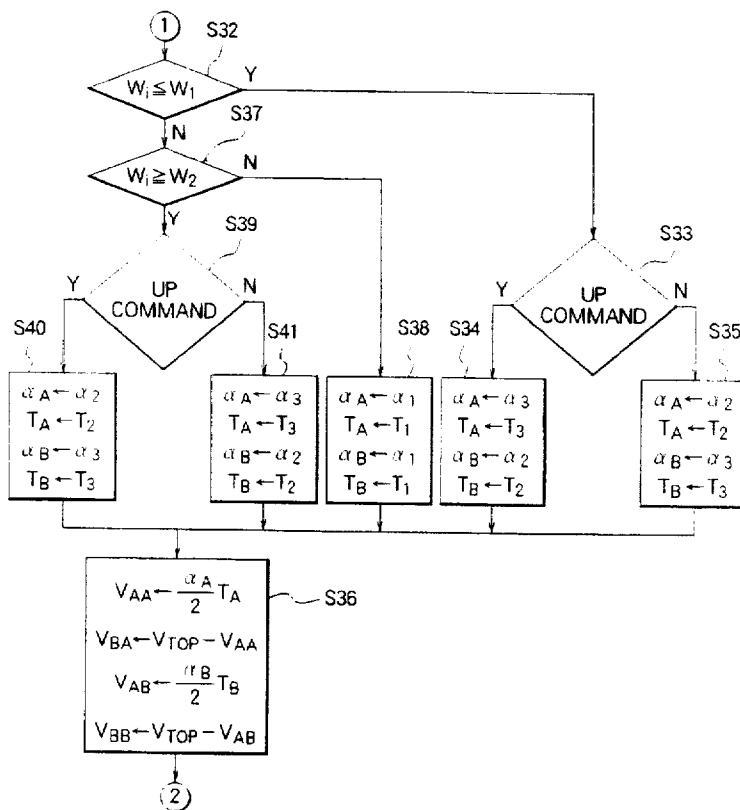 1
S32
Wi≦W1
Y
N
S37
Wi≧W2
N
Y
S39
UP
COMMAND
Y
N
S33
UP
COMMAND
Y
N
S40
αA←α2
TA←T2
αB←α3
TB←T3
S41
αA←α3
TA←T3
αB←α2
TB←T2
S38
αA←α1
TA←T1
αB←α1
TB←T1
S34
αA←α3
TA←T3
αB←α2
TB←T2
S35
αA←α2
TA←T2
αB←α3
TB←T3
S36
VAA←αA/2 TA
VBA←VTOP−VAA
VAB←αB/2 TB
VBB←VTOP−VAB
2